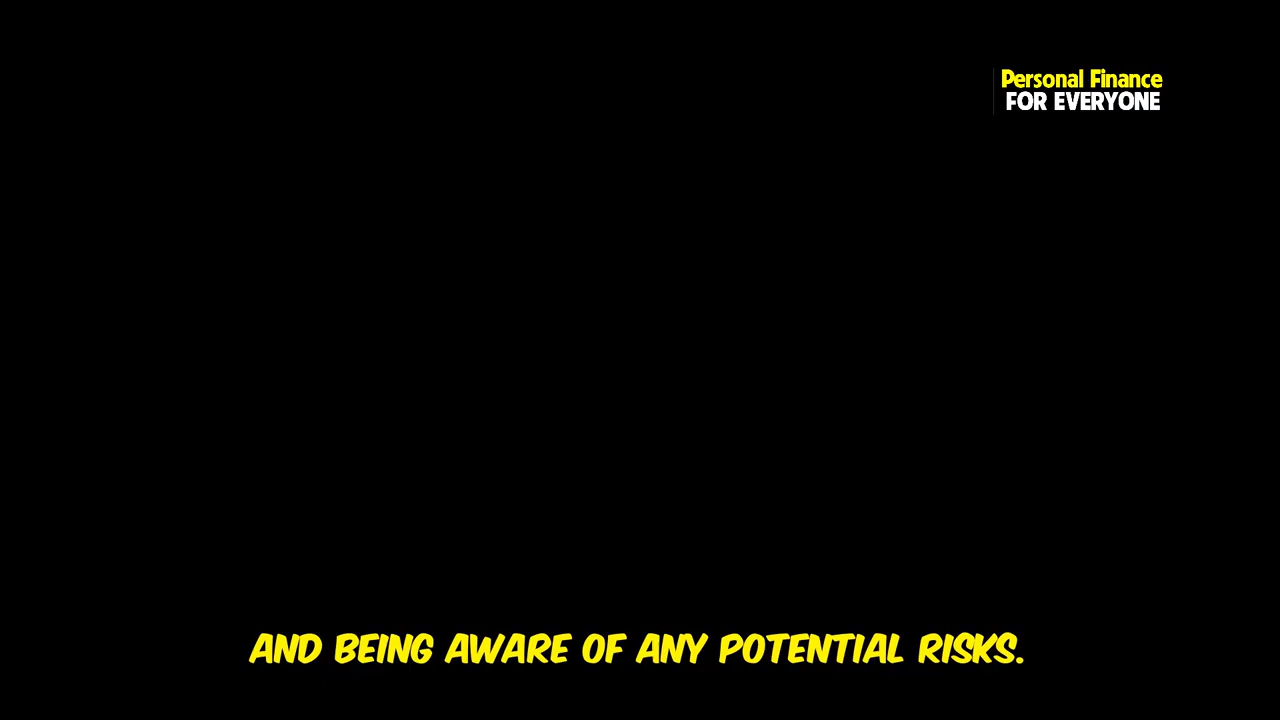 Personal Finance
FOR EVERYONE
AND BEING AWARE OF ANY POTENTIAL RISKS.